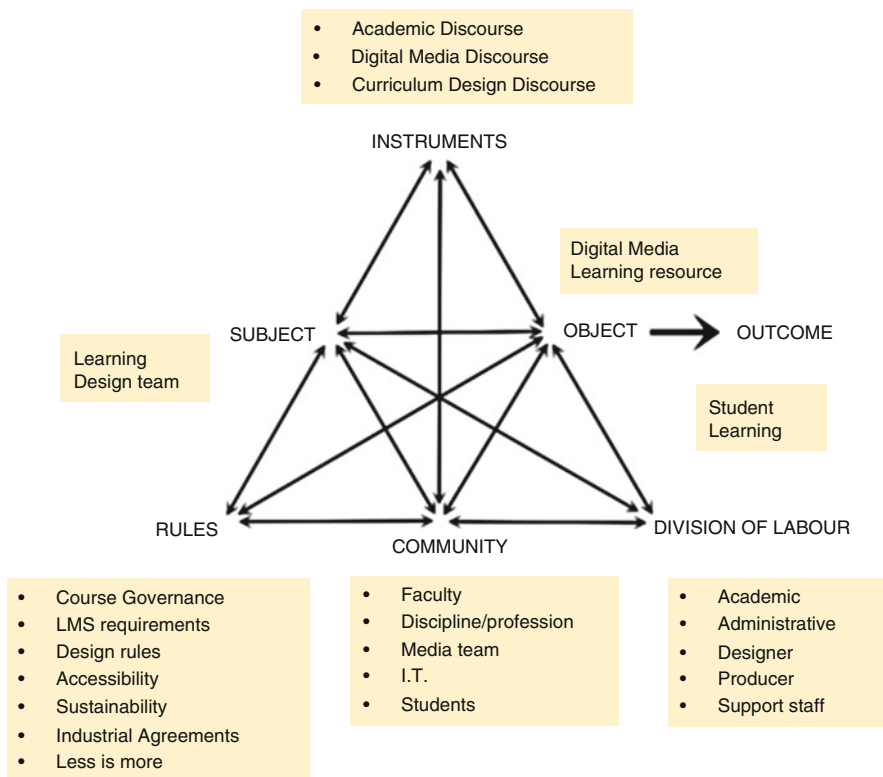 • Academic Discourse
• Digital Media Discourse
• Curriculum Design Discourse
INSTRUMENTS
Digital Media
Learning resource
SUBJECT
OBJECT
OUTCOME
Learning
Design team
Student
Learning
RULES
COMMUNITY
DIVISION OF LABOUR
• Course Governance
• LMS requirements
• Design rules
• Accessibility
• Sustainability
• Industrial Agreements
• Less is more
• Faculty
• Discipline/profession
• Media team
• I.T.
• Students
• Academic
• Administrative
• Designer
• Producer
• Support staff